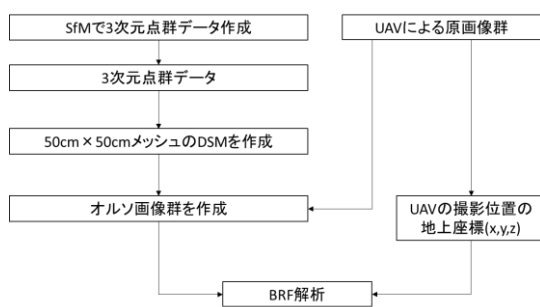 SfMで3次元点群データ作成
UAVによる原画像群
3次元点群データ
50cm×50cmメッシュのDSMを作成
オルソ画像群を作成
UAVの撮影位置の
地上座標(x,y,z)
BRF解析